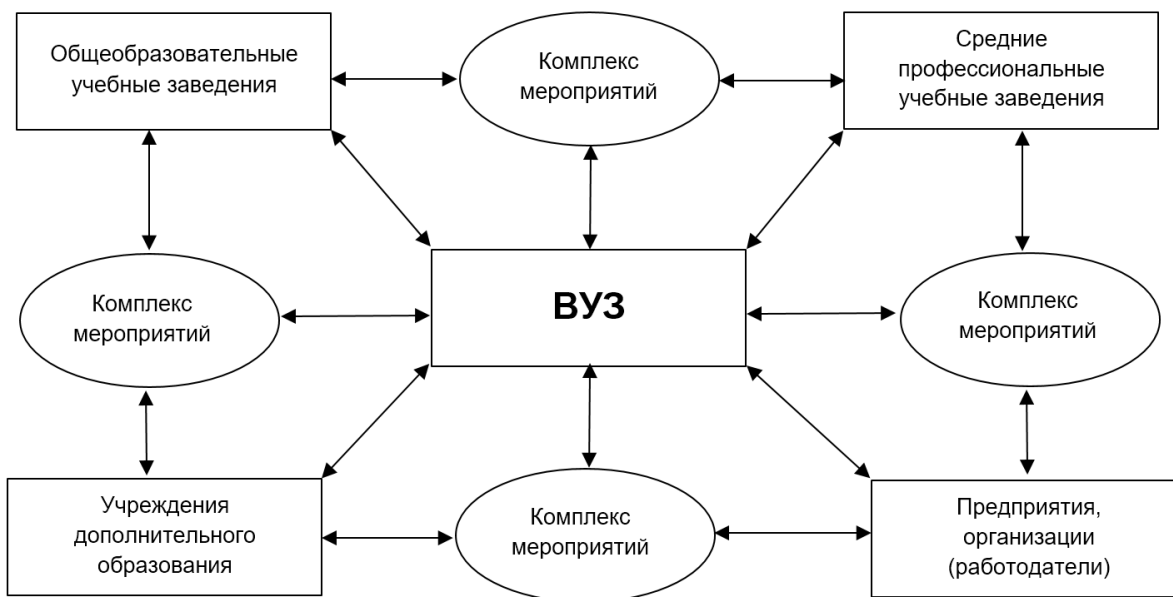 Общеобразовательные
учебные заведения
Комплекс
мероприятий
Средние
профессиональные
учебные заведения
Комплекс
мероприятий
ВУЗ
Комплекс
мероприятий
Учреждения
дополнительного
образования
Комплекс
мероприятий
Предприятия,
организации
(работодатели)